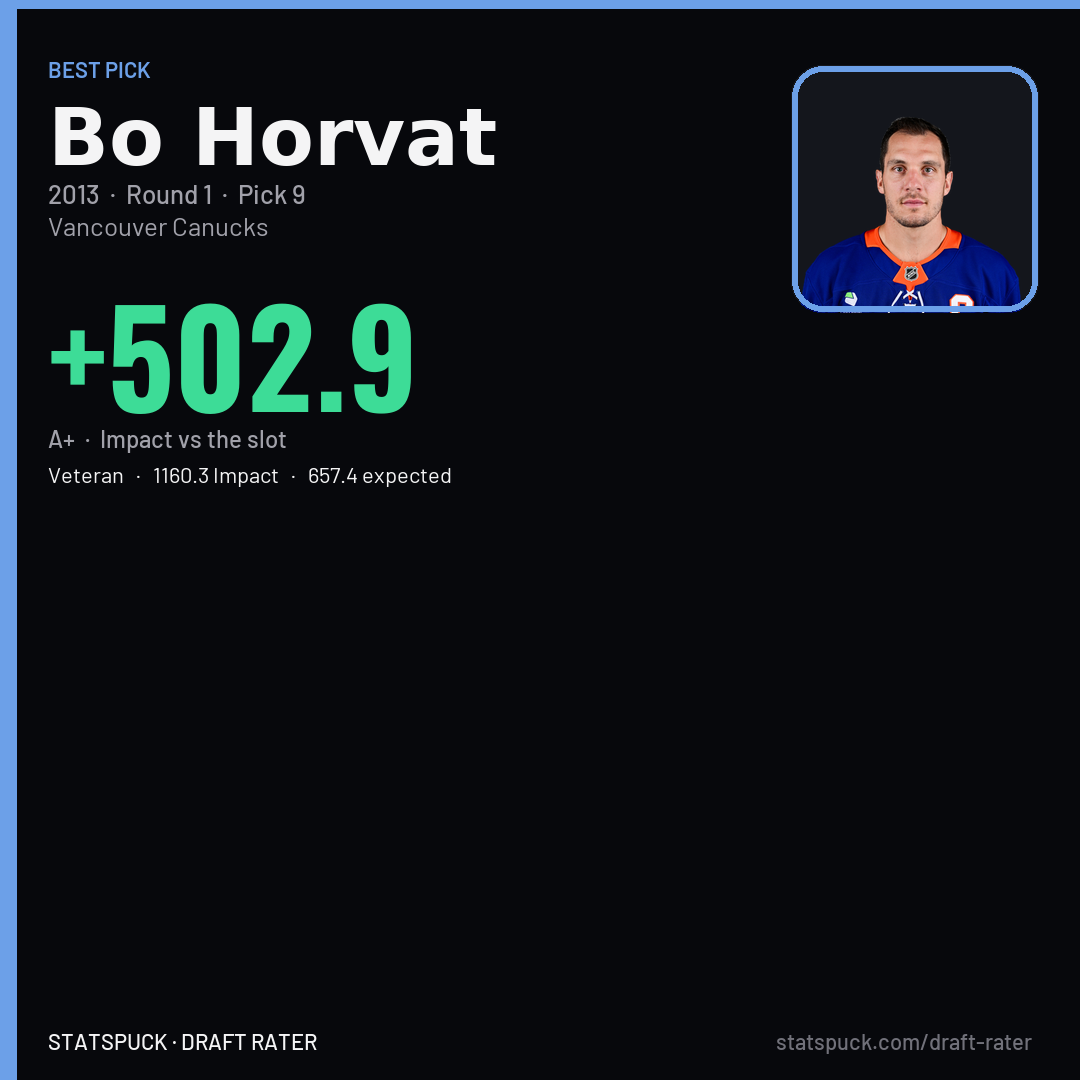 BEST PICK
Bo Horvat
2013 · Round 1 · Pick 9
Vancouver Canucks
+502.9
A+ · Impact vs the slot
Veteran · 1160.3 Impact · 657.4 expected
STATSPUCK · DRAFT RATER
statspuck.com/draft-rater